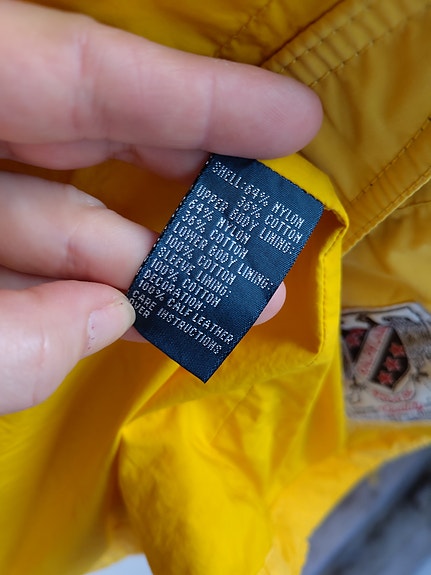 SHELL:64% NYLON
36% COTTON
UPPER BODY LINING:
64% NYLON
36% COTTON
LOWER BODY LINING:
100% COTTON
SLEEVE LINING:
100% COTTON
DECORATION:
100% CALF LEATHER
CARE INSTRUCTIONS
OVER